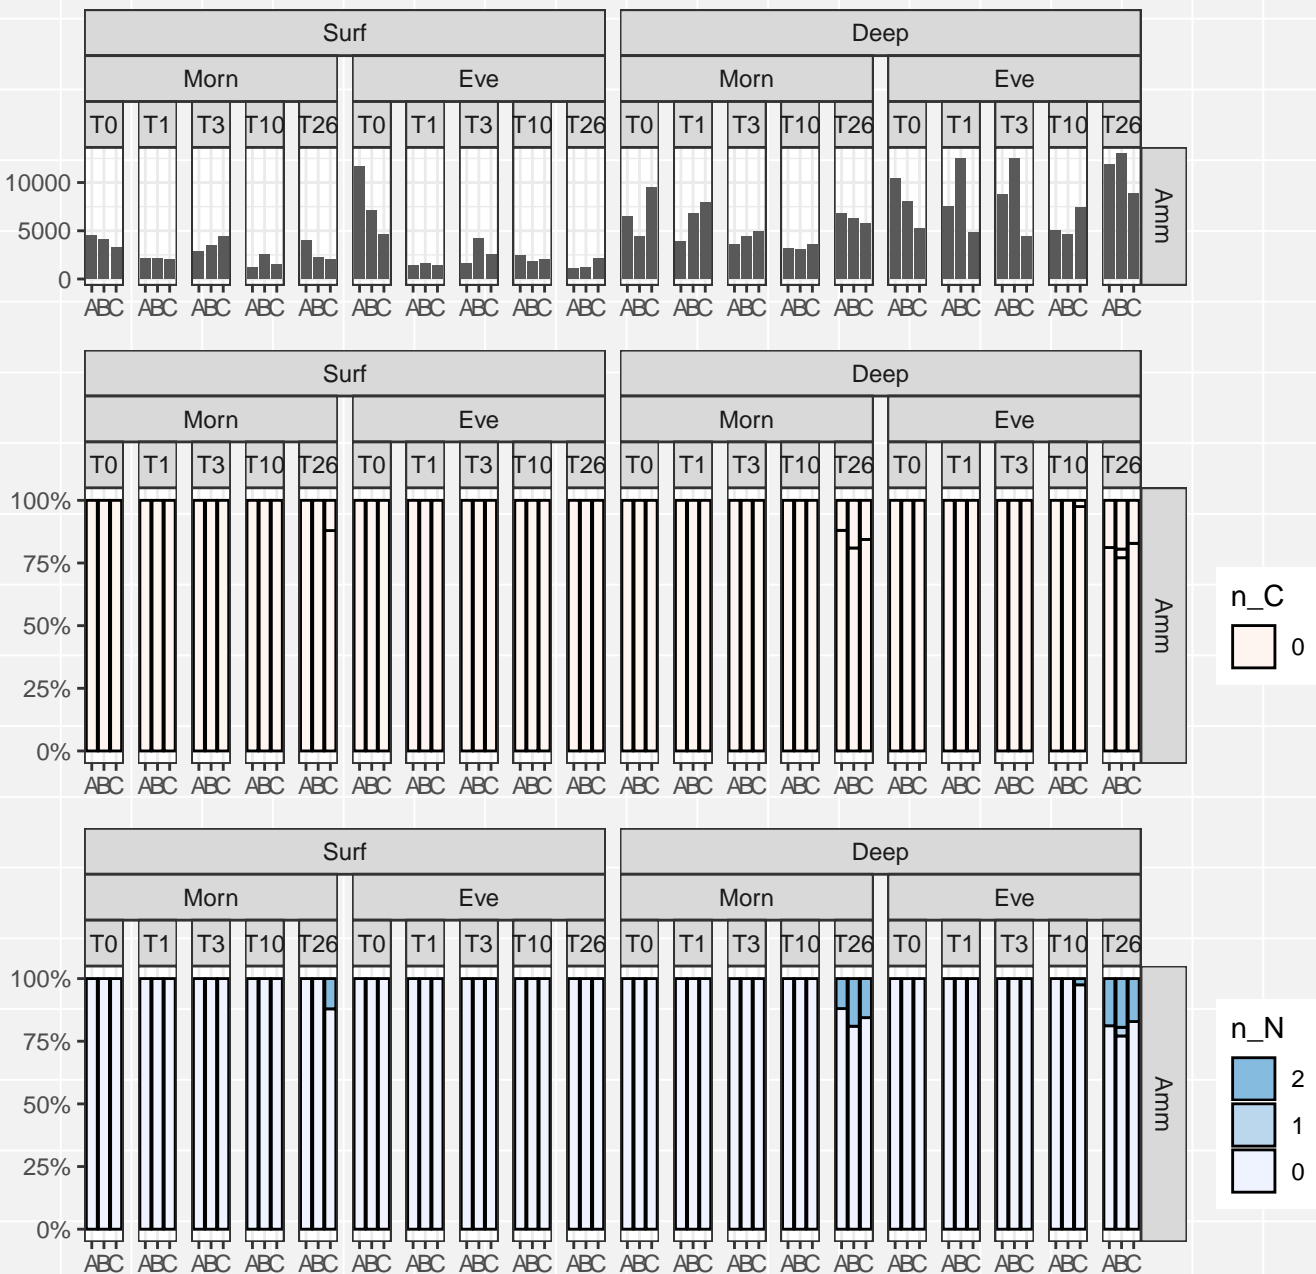 Surf Deep
Morn Eve Morn Eve
T0 T1 T3 T10 T26 T0 T1 T3 T10 T26 T0 T1 T3 T10 T26 T0 T1 T3 T10 T26
10000
5000
0
Amm
ABC ABC ABC ABC ABC ABC ABC ABC ABC ABC ABC ABC ABC ABC ABC ABC ABC ABC ABC ABC
Surf Deep
Morn Eve Morn Eve
T0 T1 T3 T10 T26 T0 T1 T3 T10 T26 T0 T1 T3 T10 T26 T0 T1 T3 T10 T26
100%
75%
50%
25%
0%
Amm
ABC ABC ABC ABC ABC ABC ABC ABC ABC ABC ABC ABC ABC ABC ABC ABC ABC ABC ABC ABC
n_C
0
Surf Deep
Morn Eve Morn Eve
T0 T1 T3 T10 T26 T0 T1 T3 T10 T26 T0 T1 T3 T10 T26 T0 T1 T3 T10 T26
100%
75%
50%
25%
0%
Amm
ABC ABC ABC ABC ABC ABC ABC ABC ABC ABC ABC ABC ABC ABC ABC ABC ABC ABC ABC ABC
n_N
2
1
0